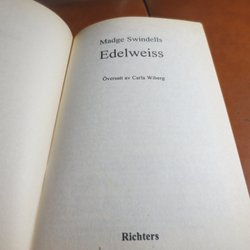 Madge Swindells
Edelweiss
Översatt av Carla Wiberg
Richters